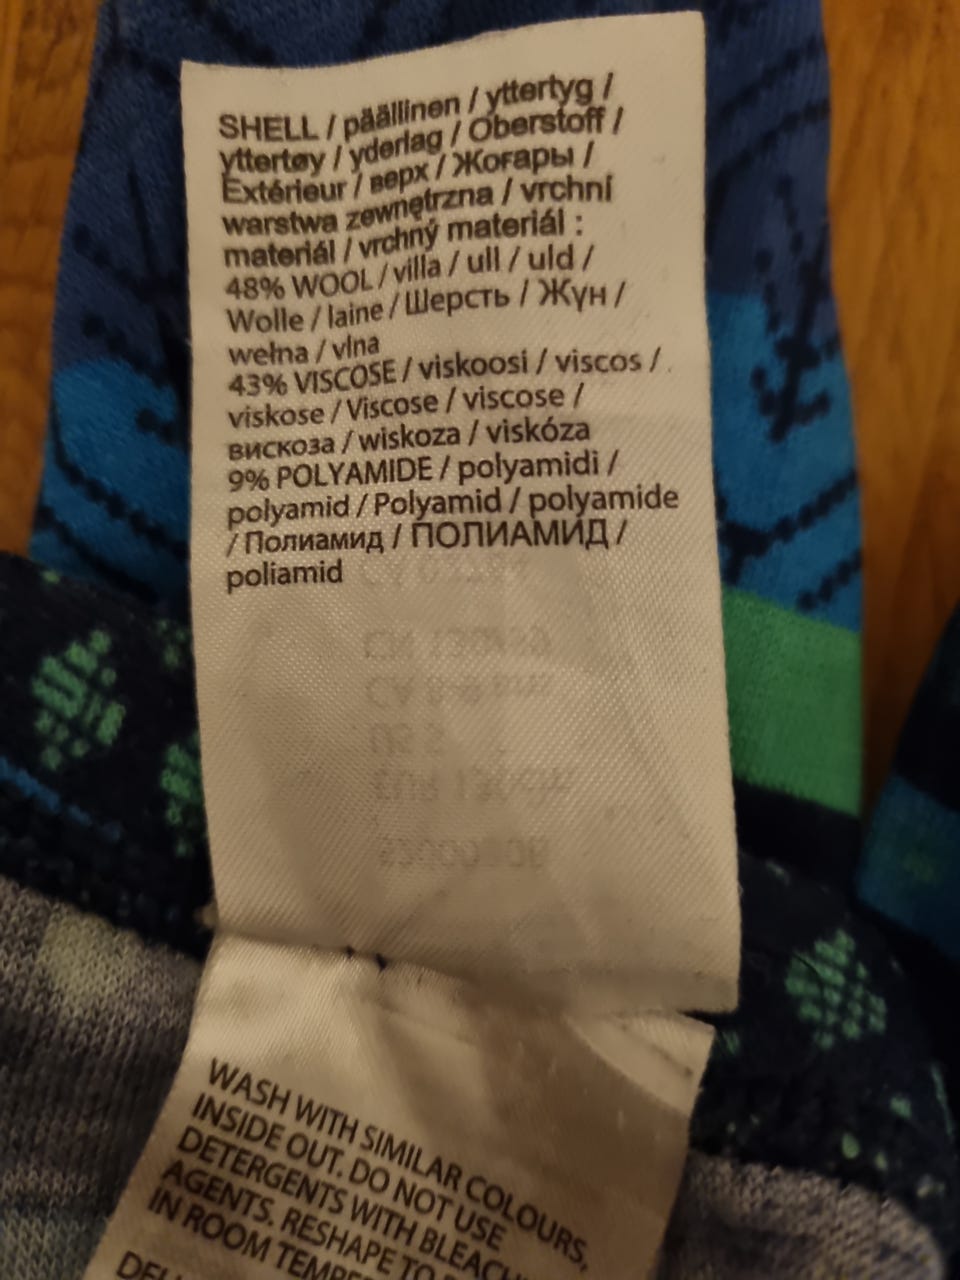 SHELL / päällinen / yttertyg /
yttertøy / yderlag / Oberstoff /
Extérieur / верх / Жоғары /
warstwa zewnętrzna / vrchní
materiál / vrchný materiál :
48% WOOL / villa / ull / uld /
Wolle / laine / Шерсть / Жүн /
wełna / vlna
43% VISCOSE / viskoosi / viscos /
viskose / Viscose / viscose /
вискоза / wiskoza / viskóza
9% POLYAMIDE / polyamidi /
polyamid / Polyamid / polyamide
/ Полиамид / ПОЛИАМИД /
poliamid
WASH WITH SIMILAR COLOURS,
INSIDE OUT. DO NOT USE
DETERGENTS WITH BLEACHING
AGENTS. RESHAPE TO
IN ROOM